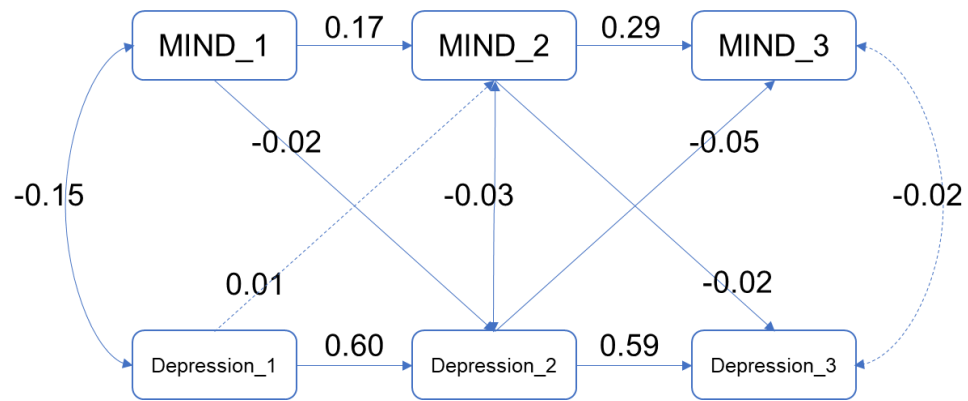 MIND_1
0.17
MIND_2
0.29
MIND_3
-0.02
-0.05
-0.15
-0.03
-0.02
0.01
-0.02
Depression_1
0.60
Depression_2
0.59
Depression_3